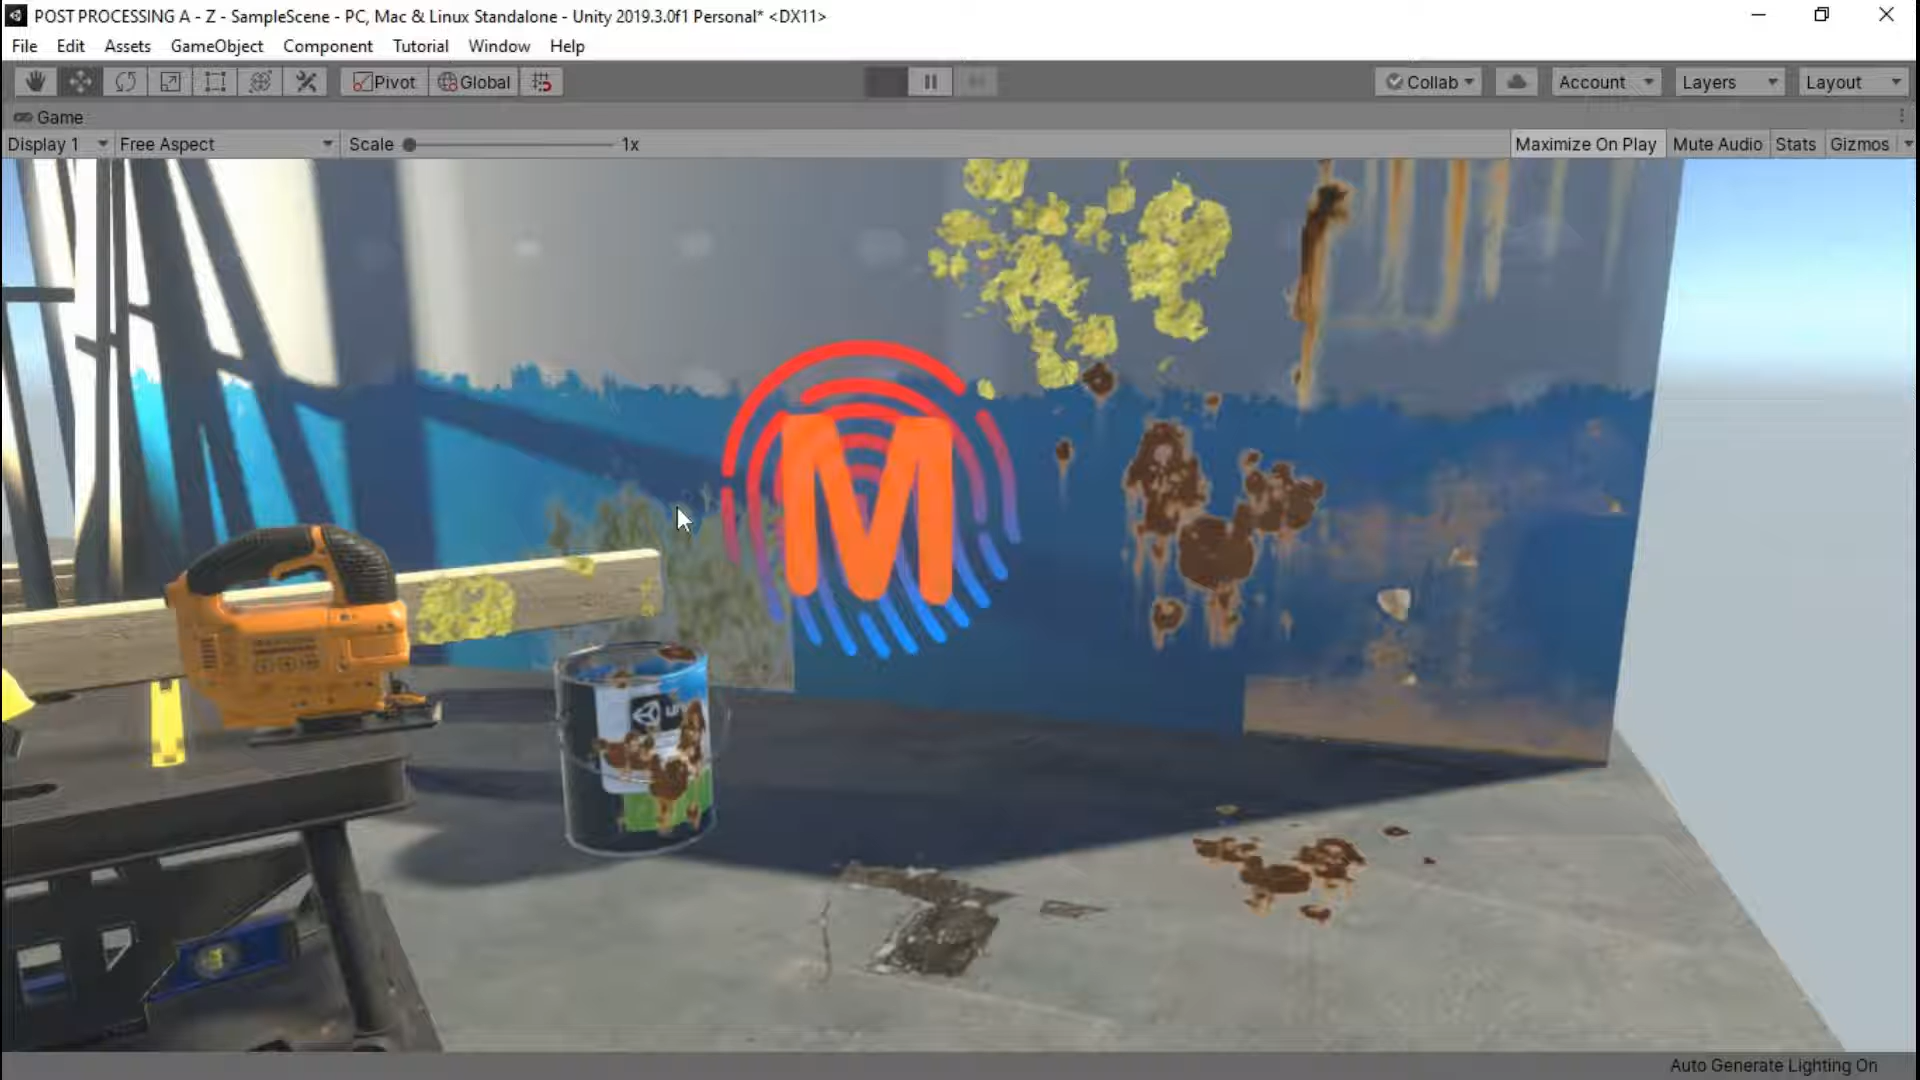 POST PROCESSING A - Z - SampleScene - PC, Mac & Linux Standalone - Unity 2019.3.0f1 Personal* <DX11>
File Edit Assets GameObject Component Tutorial Window Help
Pivot Global Collab Account Layers Layout
Game
Display 1 Free Aspect Scale 1x Maximize On Play Mute Audio Stats Gizmos
M
Auto Generate Lighting On